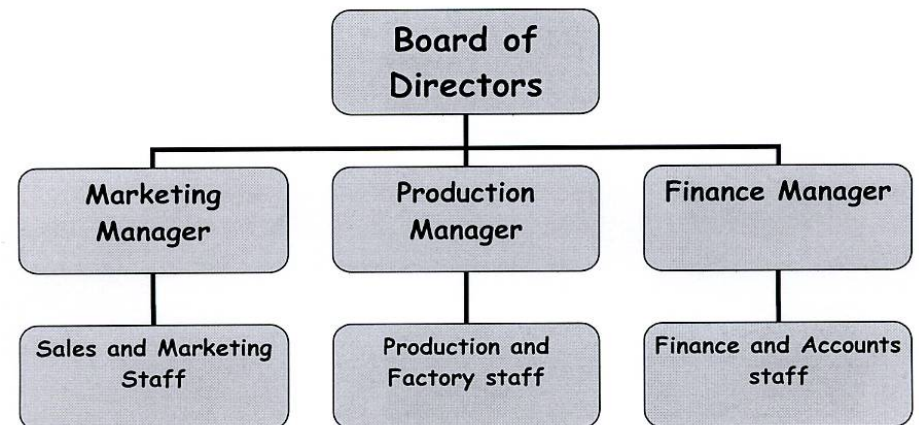 Board of
Directors
Marketing
Manager
Production
Manager
Finance Manager
Sales and Marketing
Staff
Production and
Factory staff
Finance and Accounts
staff